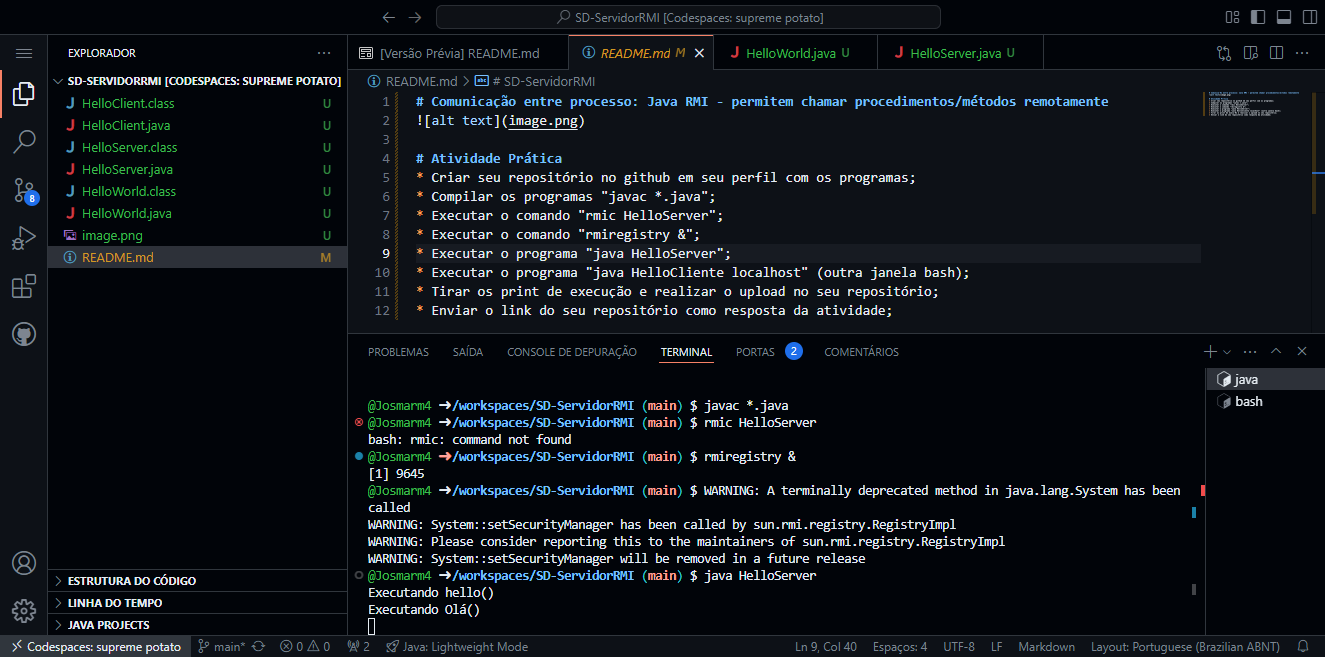 SD-ServidorRMI [Codespaces: supreme potato]
EXPLORADOR
SD-SERVIDORRMI [CODESPACES: SUPREME POTATO]
HelloClient.class U
HelloClient.java U
HelloServer.class U
HelloServer.java U
HelloWorld.class U
HelloWorld.java U
image.png U
README.md M
8
ESTRUTURA DO CÓDIGO
LINHA DO TEMPO
JAVA PROJECTS
[Versão Prévia] README.md
README.md M
HelloWorld.java U
HelloServer.java U
README.md > # SD-ServidorRMI
1 # Comunicação entre processo: Java RMI - permitem chamar procedimentos/métodos remotamente
2 ![alt text](image.png)
3
4 # Atividade Prática
5 * Criar seu repositório no github em seu perfil com os programas;
6 * Compilar os programas "javac *.java";
7 * Executar o comando "rmic HelloServer";
8 * Executar o comando "rmiregistry &";
9 * Executar o programa "java HelloServer";
10 * Executar o programa "java HelloCliente localhost" (outra janela bash);
11 * Tirar os print de execução e realizar o upload no seu repositório;
12 * Enviar o link do seu repositório como resposta da atividade;
PROBLEMAS SAÍDA CONSOLE DE DEPURAÇÃO TERMINAL PORTAS 2 COMENTÁRIOS
@Josmarm4 ➜/workspaces/SD-ServidorRMI (main) $ javac *.java
@Josmarm4 ➜/workspaces/SD-ServidorRMI (main) $ rmic HelloServer
bash: rmic: command not found
@Josmarm4 ➜/workspaces/SD-ServidorRMI (main) $ rmiregistry &
[1] 9645
@Josmarm4 ➜/workspaces/SD-ServidorRMI (main) $ WARNING: A terminally deprecated method in java.lang.System has been
called
WARNING: System::setSecurityManager has been called by sun.rmi.registry.RegistryImpl
WARNING: Please consider reporting this to the maintainers of sun.rmi.registry.RegistryImpl
WARNING: System::setSecurityManager will be removed in a future release
@Josmarm4 ➜/workspaces/SD-ServidorRMI (main) $ java HelloServer
Executando hello()
Executando Olá()
java
bash
Codespaces: supreme potato main* 0 0 2 Java: Lightweight Mode Ln 9, Col 40 Espaços: 4 UTF-8 LF Markdown Layout: Portuguese (Brazilian ABNT)